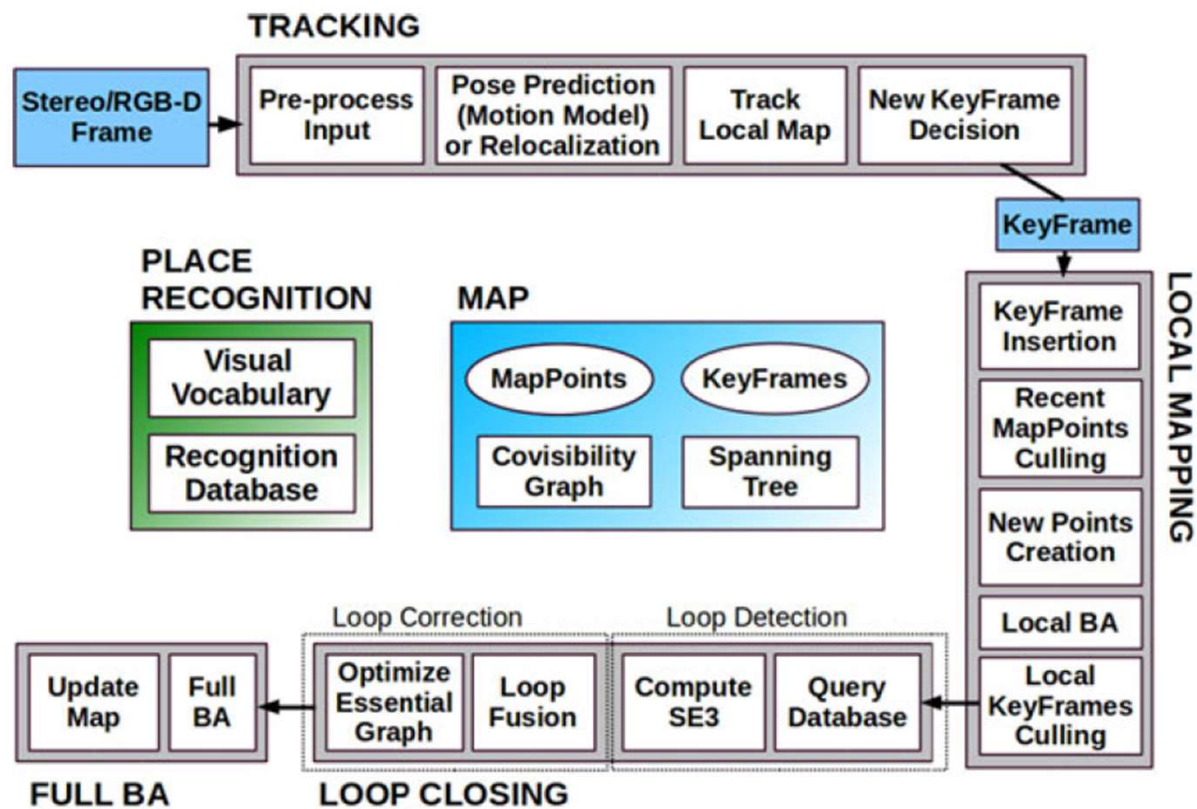 TRACKING
Stereo/RGB-D
Frame
Pre-process
Input
Pose Prediction
(Motion Model)
or Relocalization
Track
Local Map
New KeyFrame
Decision
KeyFrame
LOCAL MAPPING
KeyFrame
Insertion
Recent
MapPoints
Culling
New Points
Creation
Local BA
Local
KeyFrames
Culling
PLACE
RECOGNITION
Visual
Vocabulary
Recognition
Database
MAP
MapPoints
KeyFrames
Covisibility
Graph
Spanning
Tree
Loop Correction
Loop Detection
Update
Map
Full
BA
Optimize
Essential
Graph
Loop
Fusion
Compute
SE3
Query
Database
FULL BA
LOOP CLOSING